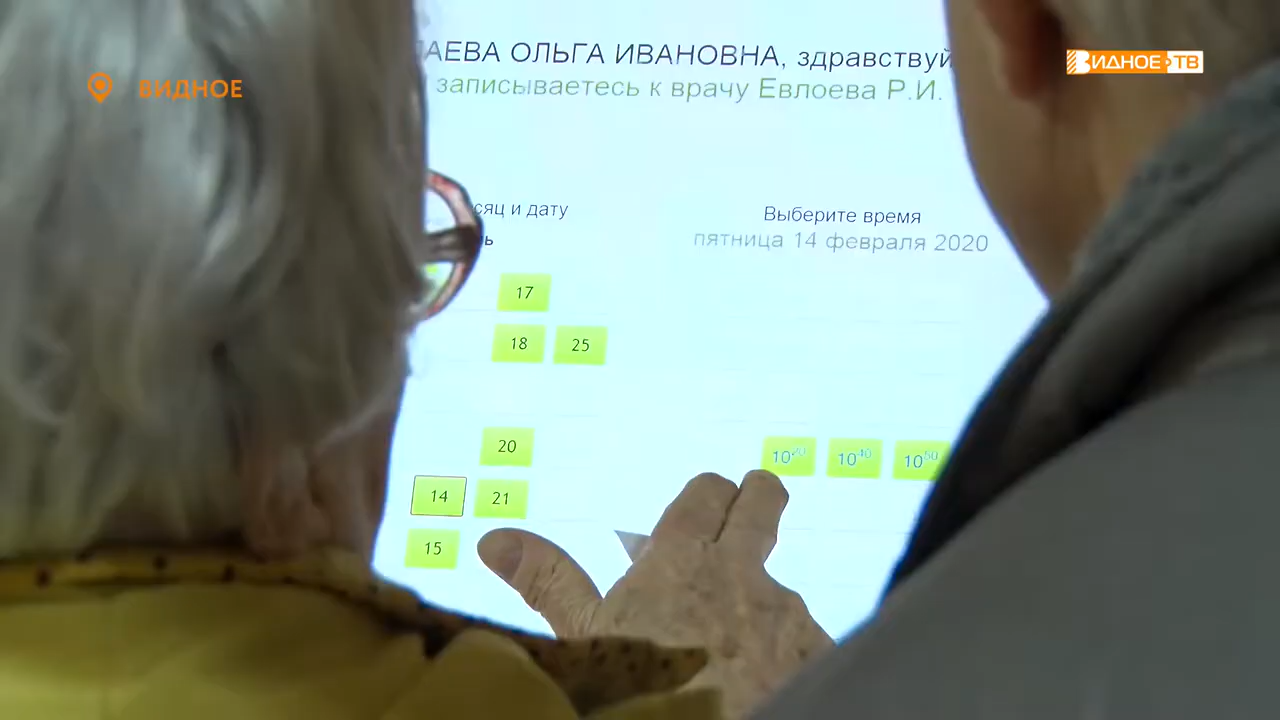 ВИДНОЕ
ВИДНОЕ ТВ
ЛАЕВА ОЛЬГА ИВАНОВНА, здравствуй
записываетесь к врачу Евлоева Р.И.
сяц и дату
Выберите время
пятница 14 февраля 2020
17
18 25
20
14 21
15
10²⁰ 10⁴⁰ 10⁵⁰